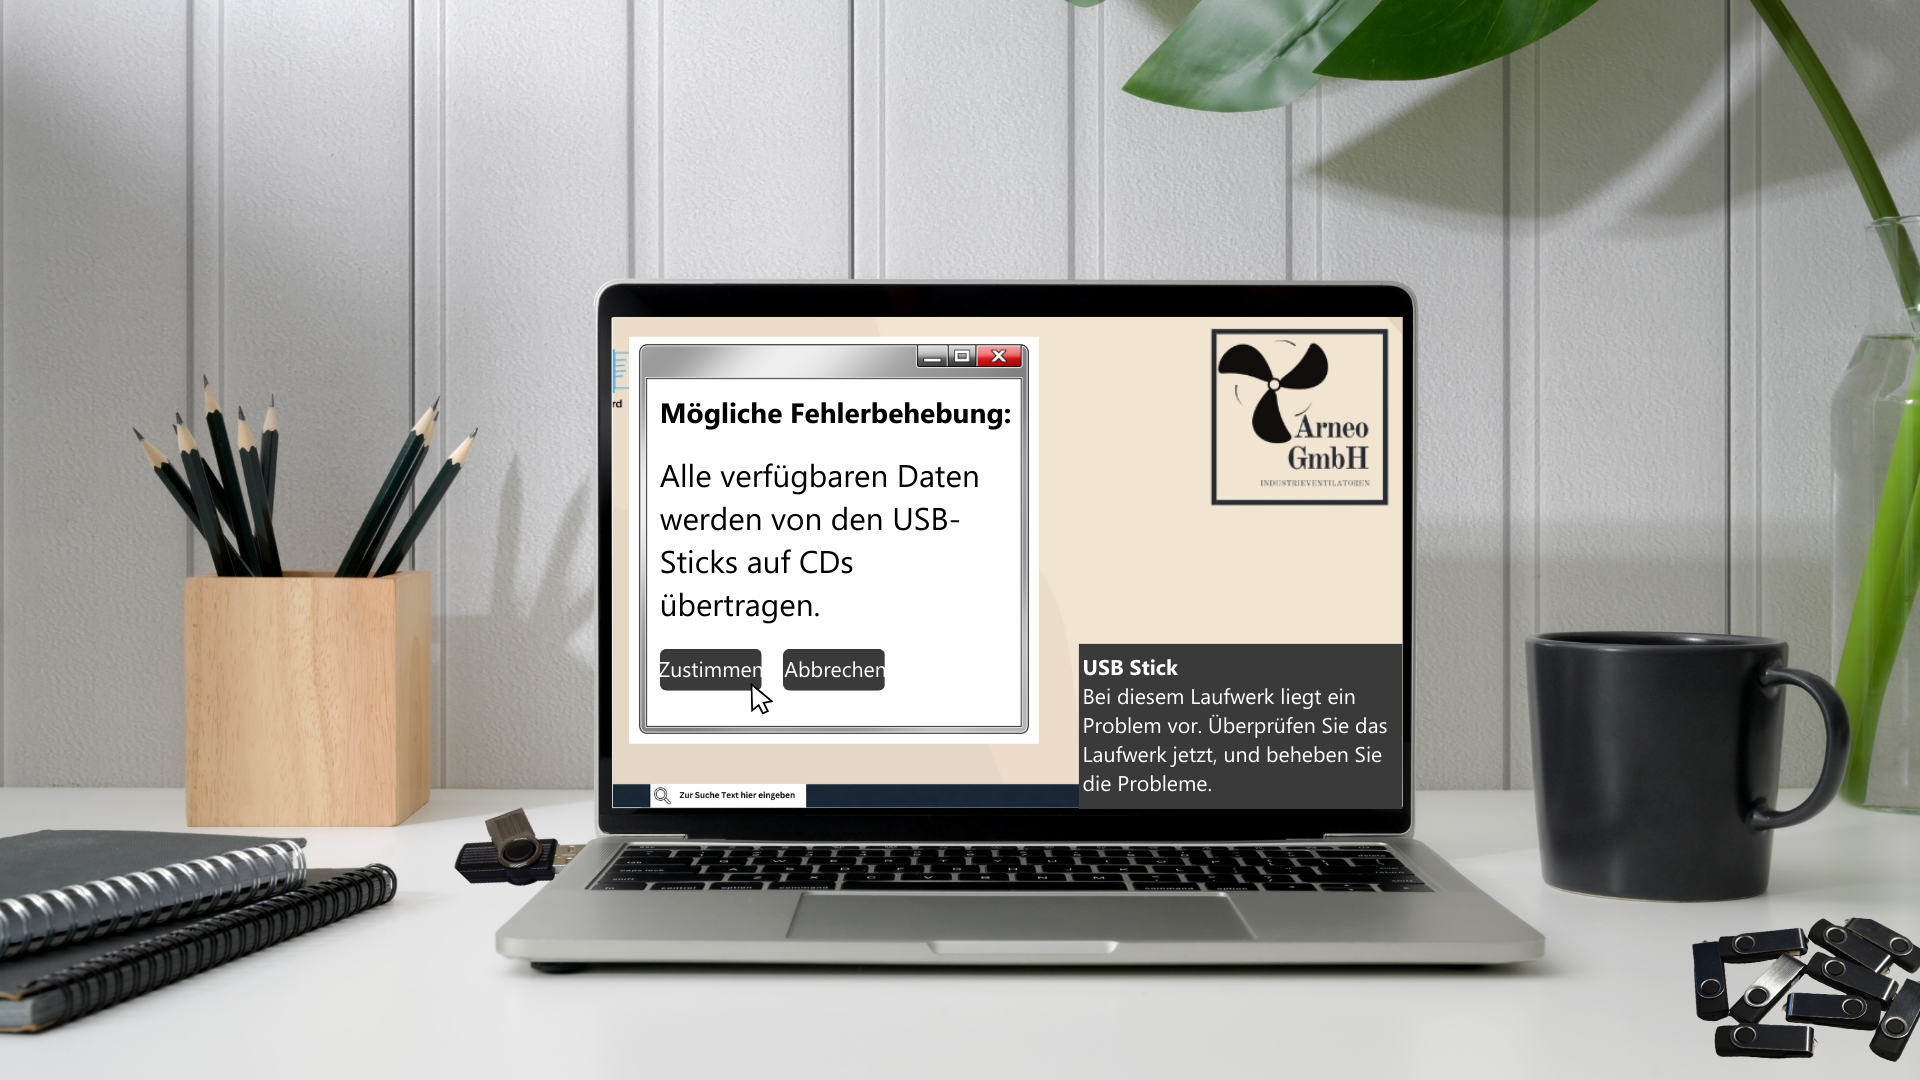 rd
Mögliche Fehlerbehebung:
Alle verfügbaren Daten
werden von den USB-
Sticks auf CDs
übertragen.
Zustimmen
Abbrechen
Arneo
GmbH
INDUSTRIEVENTILATOREN
USB Stick
Bei diesem Laufwerk liegt ein
Problem vor. Überprüfen Sie das
Laufwerk jetzt, und beheben Sie
die Probleme.
Zur Suche Text hier eingeben